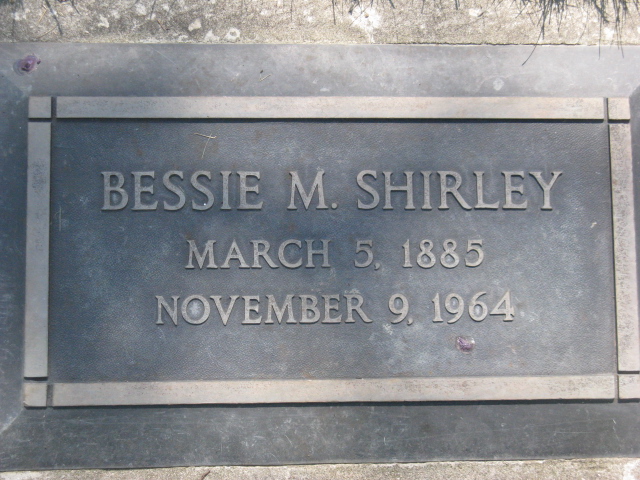 BESSIE M. SHIRLEY
MARCH 5, 1885
NOVEMBER 9, 1964